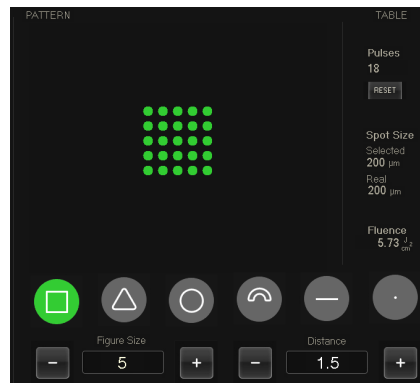 PATTERN
TABLE
Pulses
18
RESET
Spot Size
Selected
200 µm
Real
200 µm
Fluence
5.73 J/cm²
Figure Size
Distance
− 5 + − 1.5 +